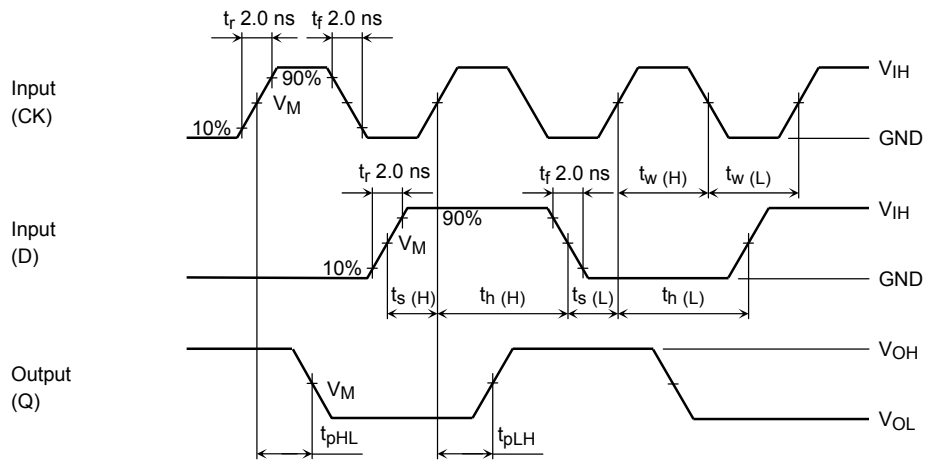 tr 2.0 ns tf 2.0 ns
Input
(CK)
10%
90%
VM
VIH
GND
tr 2.0 ns tf 2.0 ns
tw (H) tw (L)
Input
(D)
10%
90%
VM
VIH
GND
ts (H) th (H) ts (L) th (L)
Output
(Q)
VM
VOH
VOL
tpHL tpLH